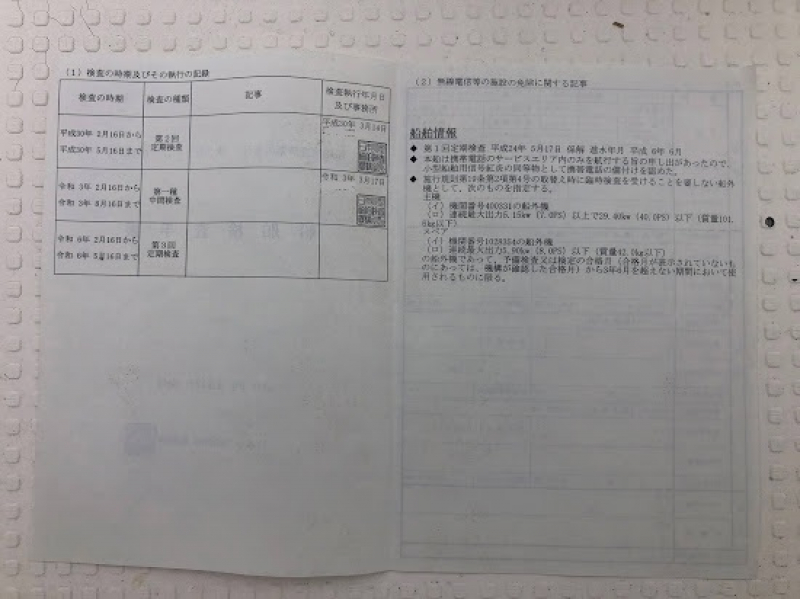 (1) 検査の時期及びその執行の記録
検査の時期
検査の種類
記事
検査執行年月日
及び事務所
平成30年 2月16日から
平成30年 5月16日まで
第2回
定期検査
平成30年 3月14日
令和 3年 2月16日から
令和 3年 8月16日まで
第一種
中間検査
令和 3年 3月17日
令和 6年 2月16日から
令和 6年 5月16日まで
第3回
定期検査
(2) 無線電信等の施設の免除に関する記事
船舶情報
◆ 第1回定期検査 平成24年 5月17日 保解 進水年月 平成 6年 6月
◆ 本船は携帯電話のサービスエリア内のみを航行する旨の申し出があったので、
小型船舶用信号紅炎の同等物として携帯電話の備付けを認めた。
◆ 施行規則第19条第2項第4号の取替え時に臨時検査を受けることを要しない船外
機として、次のものを指定する。
主機
(イ) 機関番号400331の船外機
(ロ) 連続最大出力5.15kw (7.0PS) 以上で29.40kw (40.0PS) 以下 (質量101.
5kg以下)
スペア
(イ) 機関番号1028354の船外機
(ロ) 連続最大出力5.90kw (8.0PS) 以下 (質量42.0kg以下)
の船外機であって、予備検査又は検定の合格月 (合格月が表示されていないも
のにあっては、機構が確認した合格月) から3年6月を超えない期間において使
用されるものに限る。